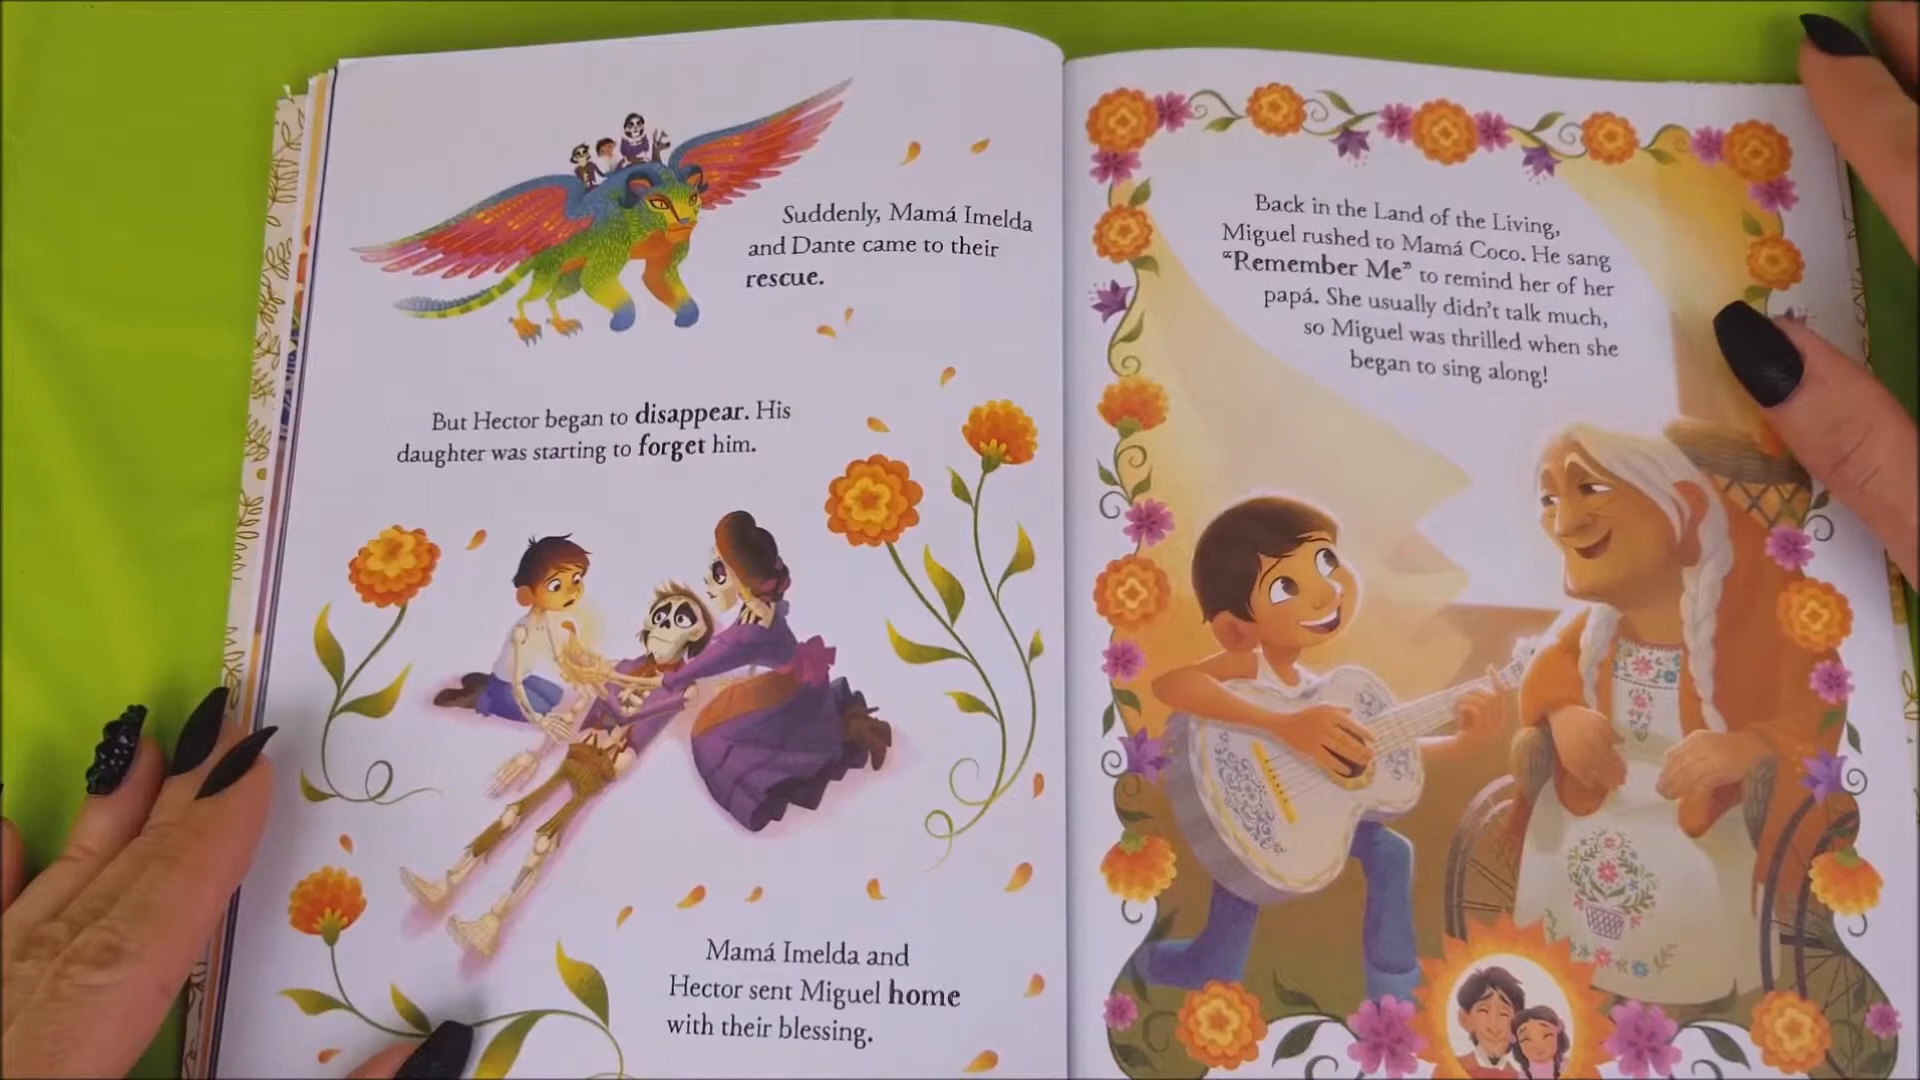 Suddenly, Mamá Imelda
and Dante came to their
rescue.
But Hector began to disappear. His
daughter was starting to forget him.
Mamá Imelda and
Hector sent Miguel home
with their blessing.
Back in the Land of the Living,
Miguel rushed to Mamá Coco. He sang
“Remember Me” to remind her of her
papá. She usually didn’t talk much,
so Miguel was thrilled when she
began to sing along!